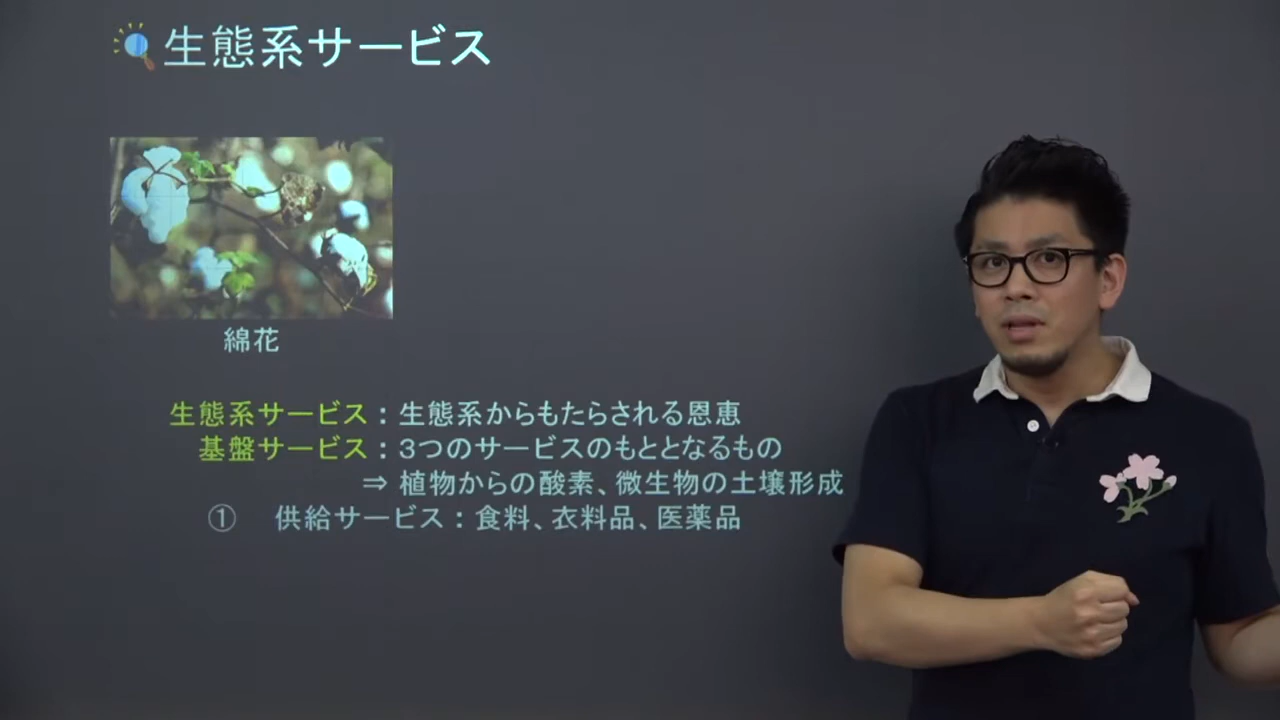 生態系サービス
綿花
生態系サービス：生態系からもたらされる恩恵
基盤サービス：3つのサービスのもととなるもの
⇒ 植物からの酸素、微生物の土壌形成
① 供給サービス：食料、衣料品、医薬品